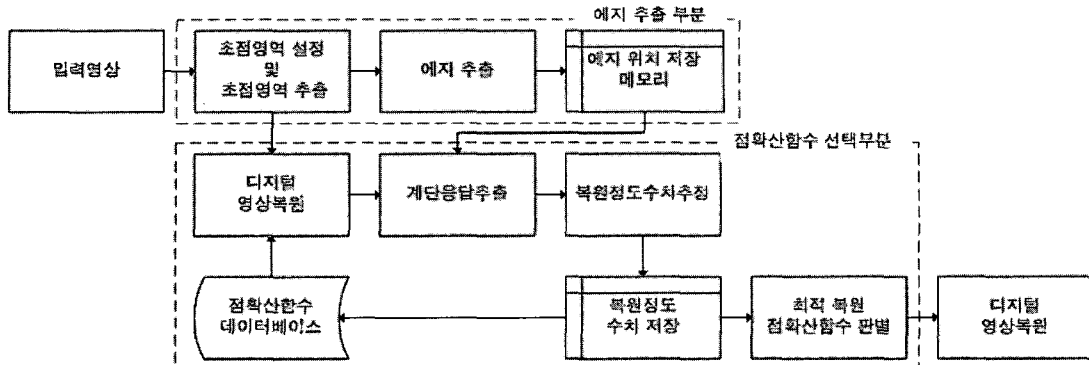 에지 추출 부분
입력영상
초점영역 설정
및
초점영역 추출
에지 추출
에지 위치 저장
메모리
점확산함수 선택부분
디지털
영상복원
계단응답추출
복원정도수치추정
점확산함수
데이터베이스
복원정도
수치 저장
최적 복원
점확산함수 판별
디지털
영상복원